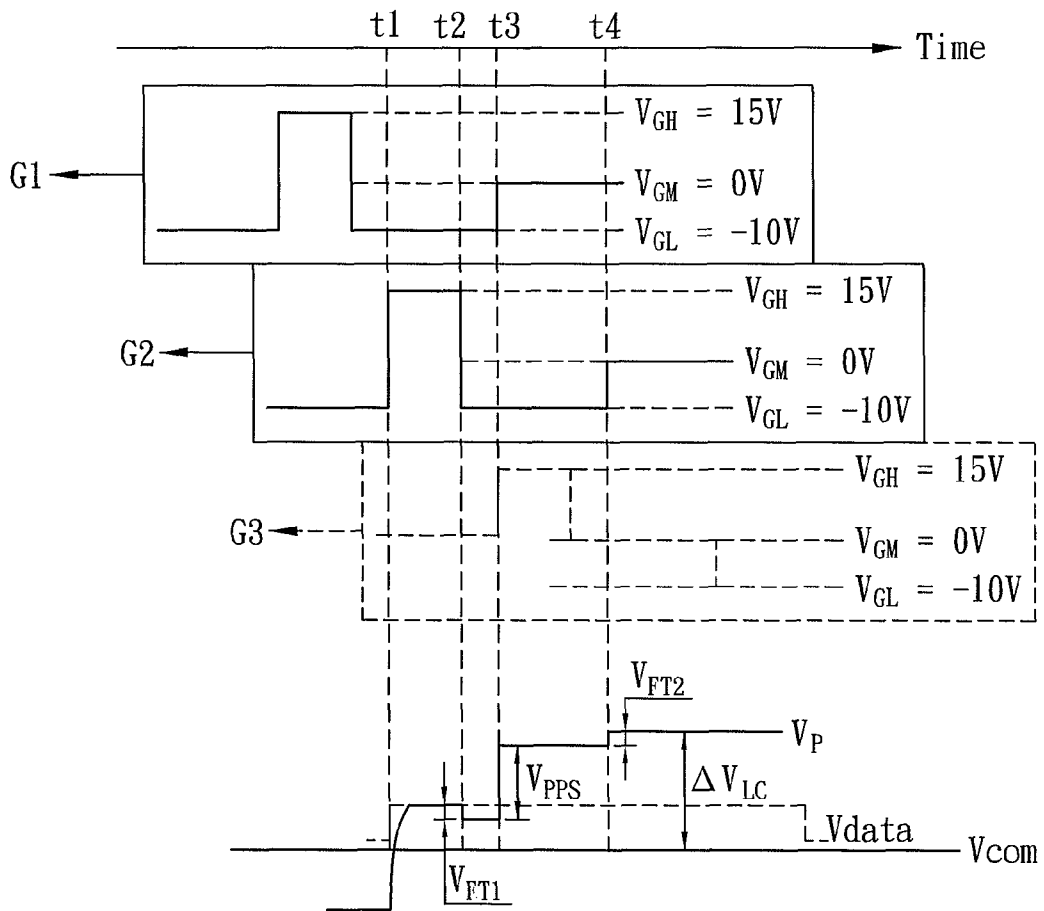 t1 t2 t3 t4
Time
G1
V_GH = 15V
V_GM = 0V
V_GL = -10V
G2
V_GH = 15V
V_GM = 0V
V_GL = -10V
G3
V_GH = 15V
V_GM = 0V
V_GL = -10V
V_FT2
V_P
V_PPS
ΔV_LC
Vdata
Vcom
V_FT1